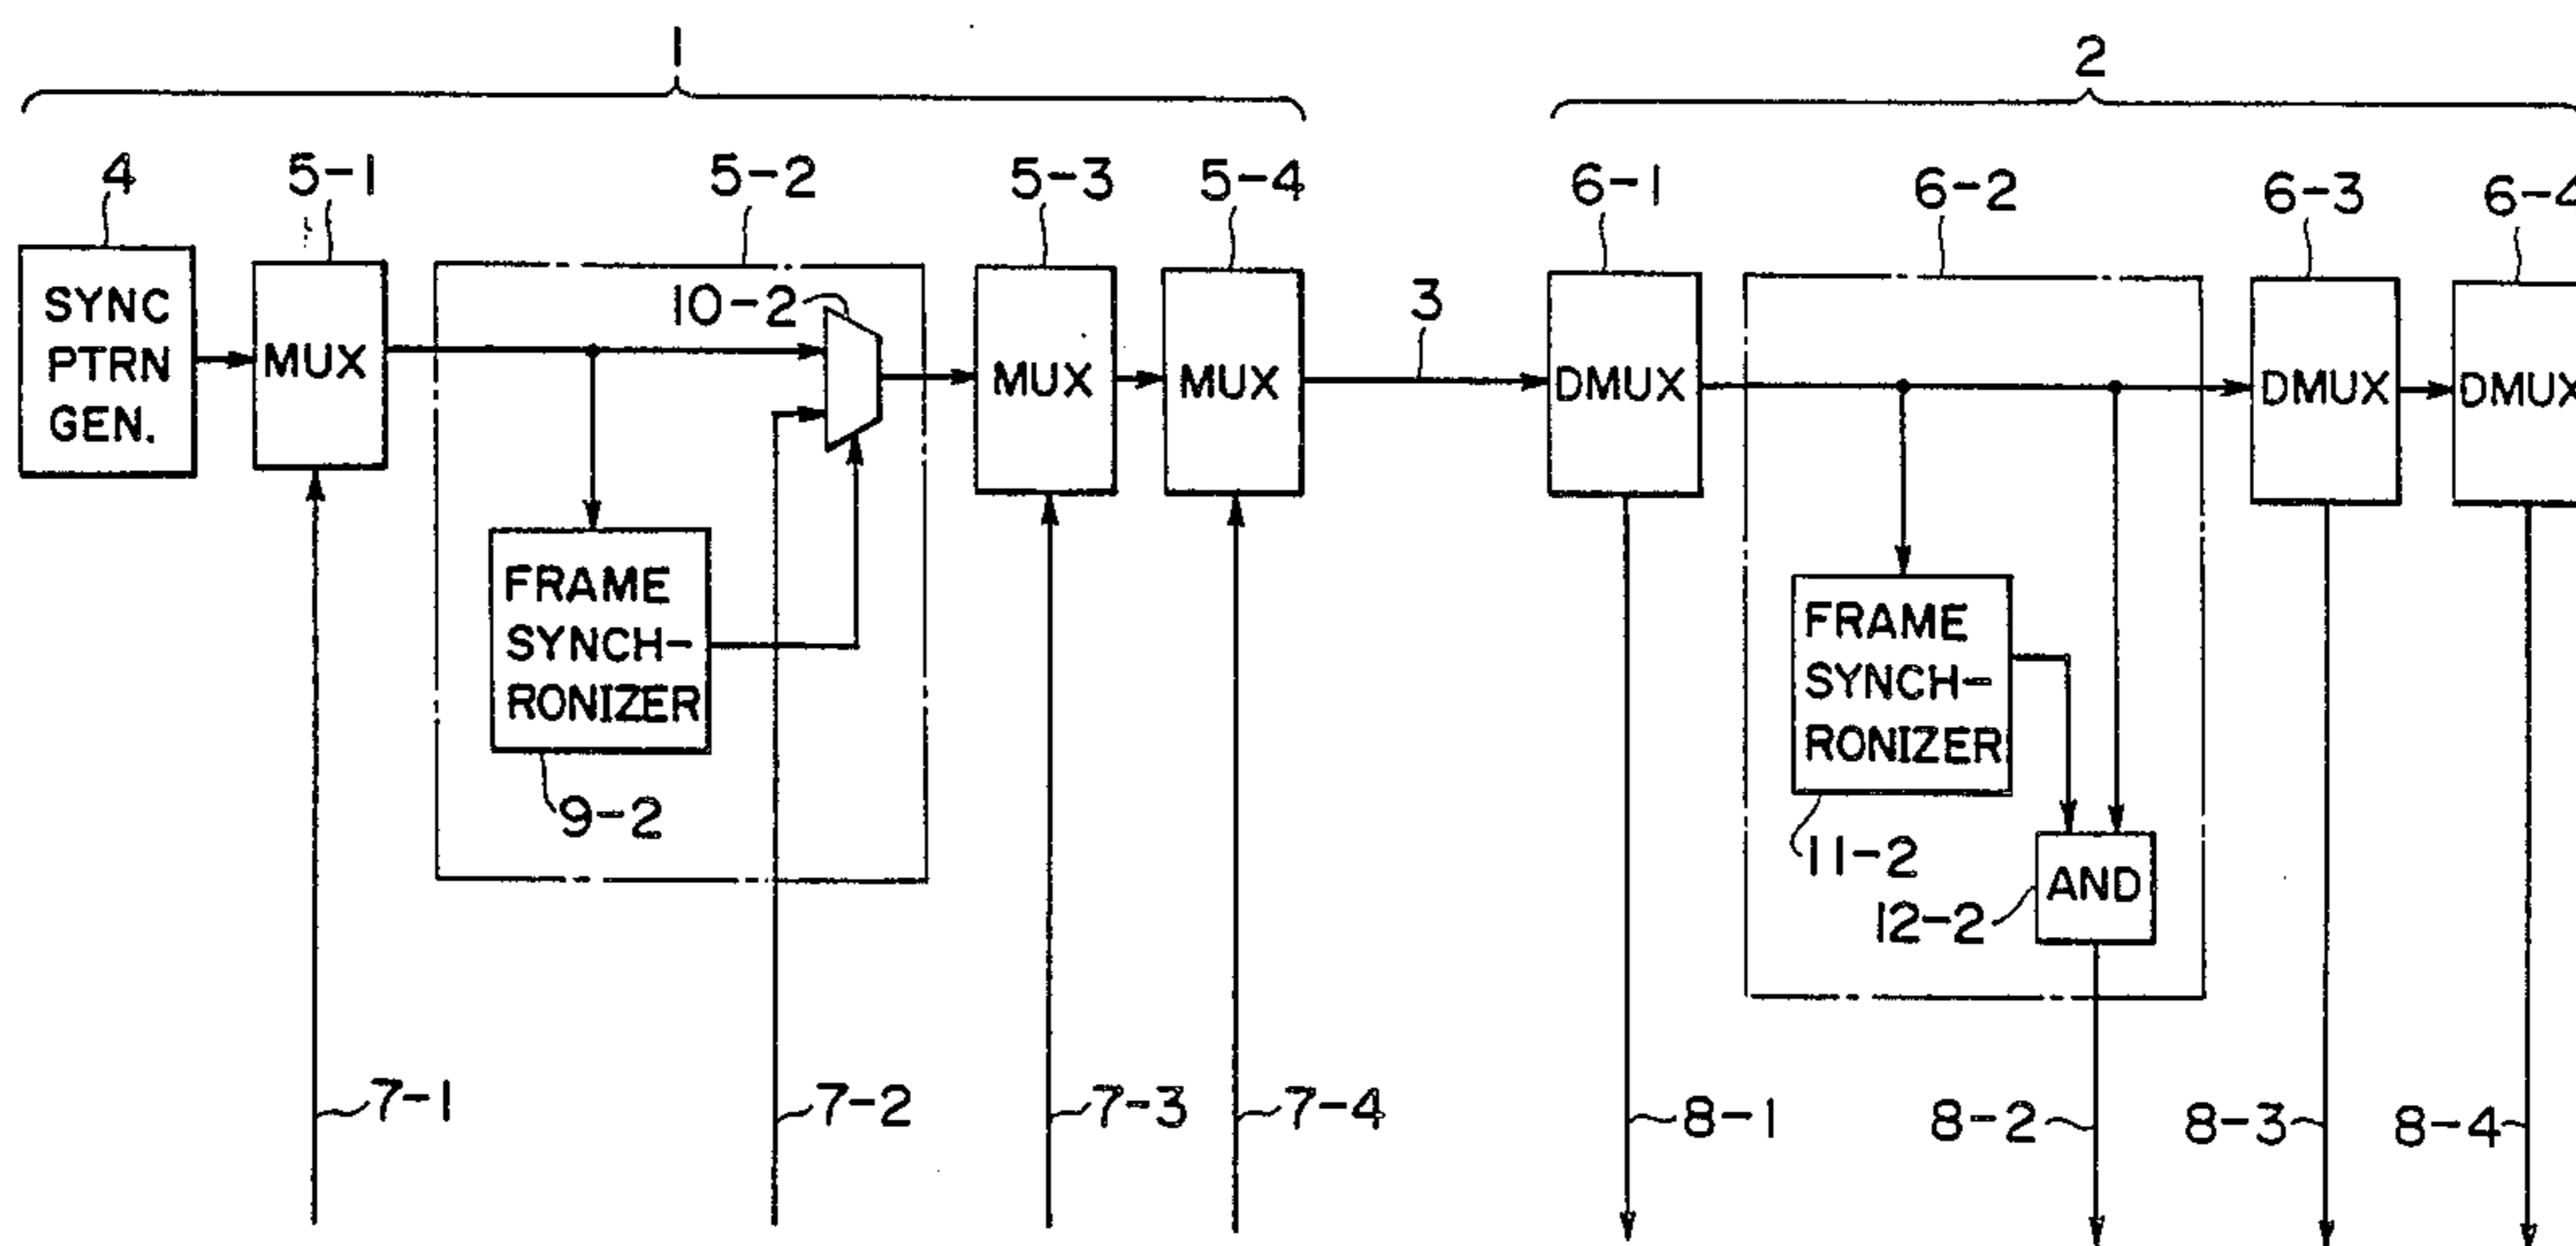 1
2
4
5-1
5-2
5-3
5-4
6-1
6-2
6-3
6-4
SYNC
PTRN
GEN.
MUX
10-2
MUX
MUX
3
DMUX
DMUX
DMUX
FRAME
SYNCH-
RONIZER
9-2
FRAME
SYNCH-
RONIZER
11-2
AND
12-2
7-1
7-2
7-3
7-4
8-1
8-2
8-3
8-4